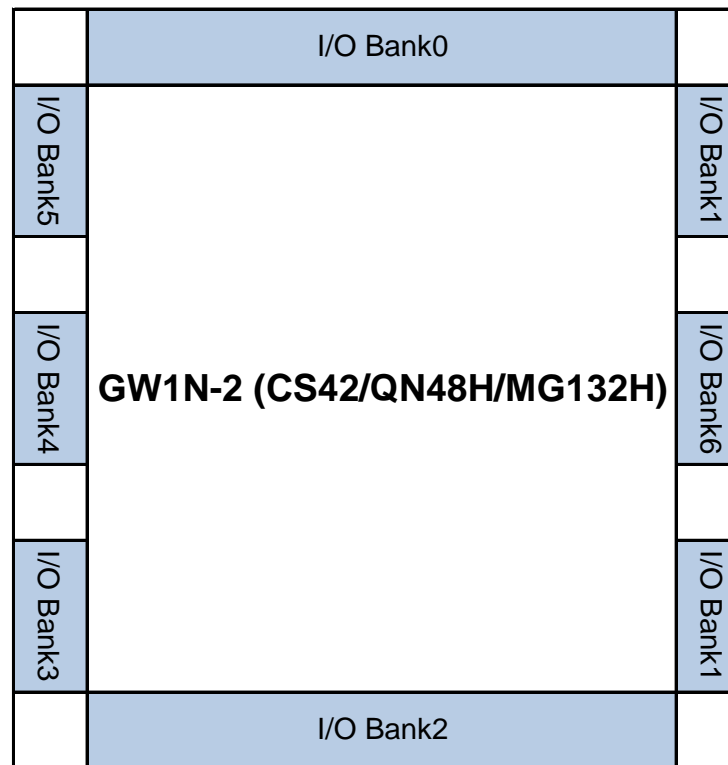 I/O Bank0
I/O Bank5
I/O Bank1
I/O Bank4
GW1N-2 (CS42/QN48H/MG132H)
I/O Bank6
I/O Bank3
I/O Bank1
I/O Bank2